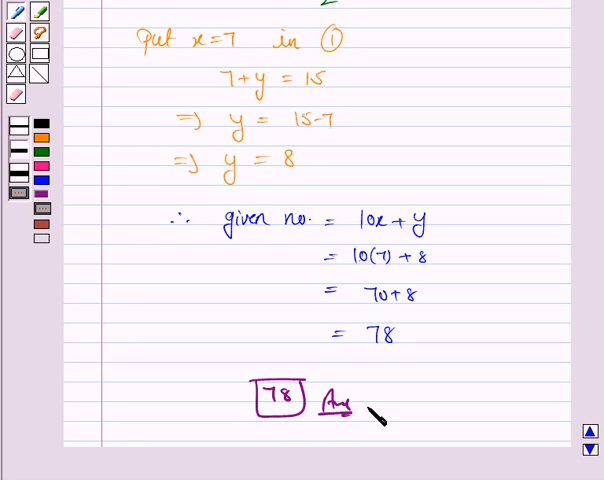 Put x=7 in ①
7+y = 15
=> y = 15-7
=> y = 8
∴ given no. = 10x + y
= 10(7) + 8
= 70+8
= 78
78 Ans